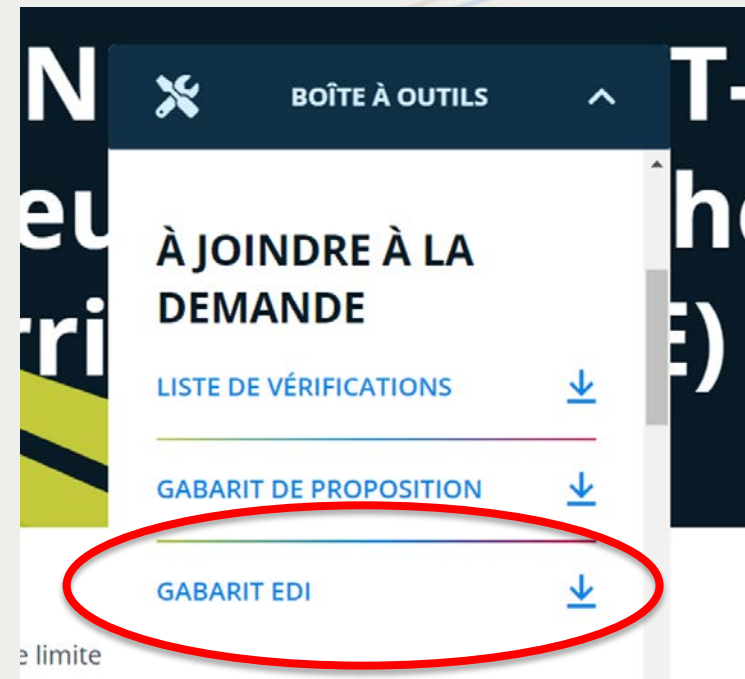 BOÎTE À OUTILS
À JOINDRE À LA
DEMANDE
LISTE DE VÉRIFICATIONS
GABARIT DE PROPOSITION
GABARIT EDI
limite